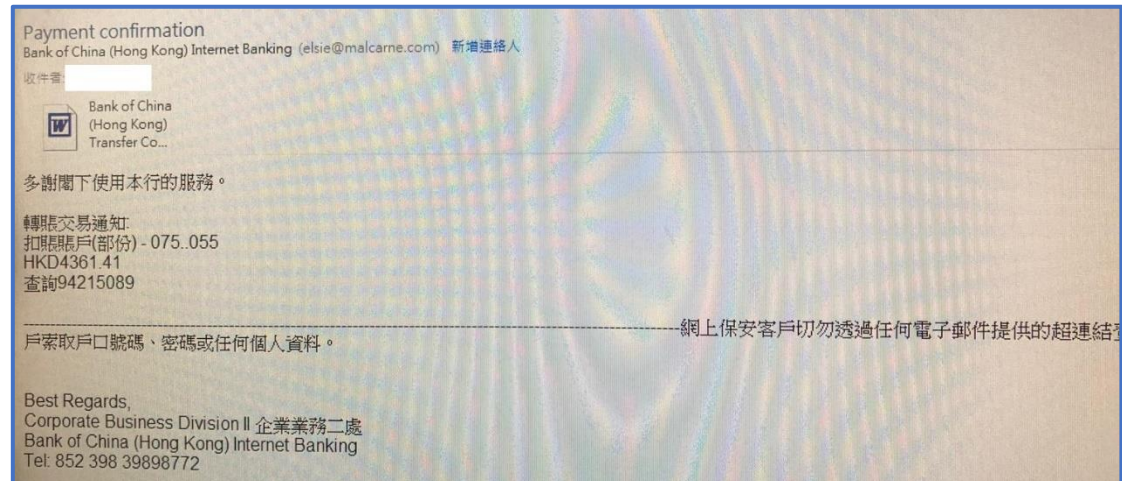 Payment confirmation
Bank of China (Hong Kong) Internet Banking (elsie@malcarne.com) 新增連絡人
收件者:
Bank of China
(Hong Kong)
Transfer Co...
多謝閣下使用本行的服務。
轉賬交易通知:
扣賬賬戶(部份) - 075..055
HKD4361.41
查詢94215089
---------------------------------------------------------------------------網上保安客戶切勿透過任何電子郵件提供的超連結登
戶索取戶口號碼、密碼或任何個人資料。
Best Regards,
Corporate Business Division II 企業業務二處
Bank of China (Hong Kong) Internet Banking
Tel: 852 398 39898772